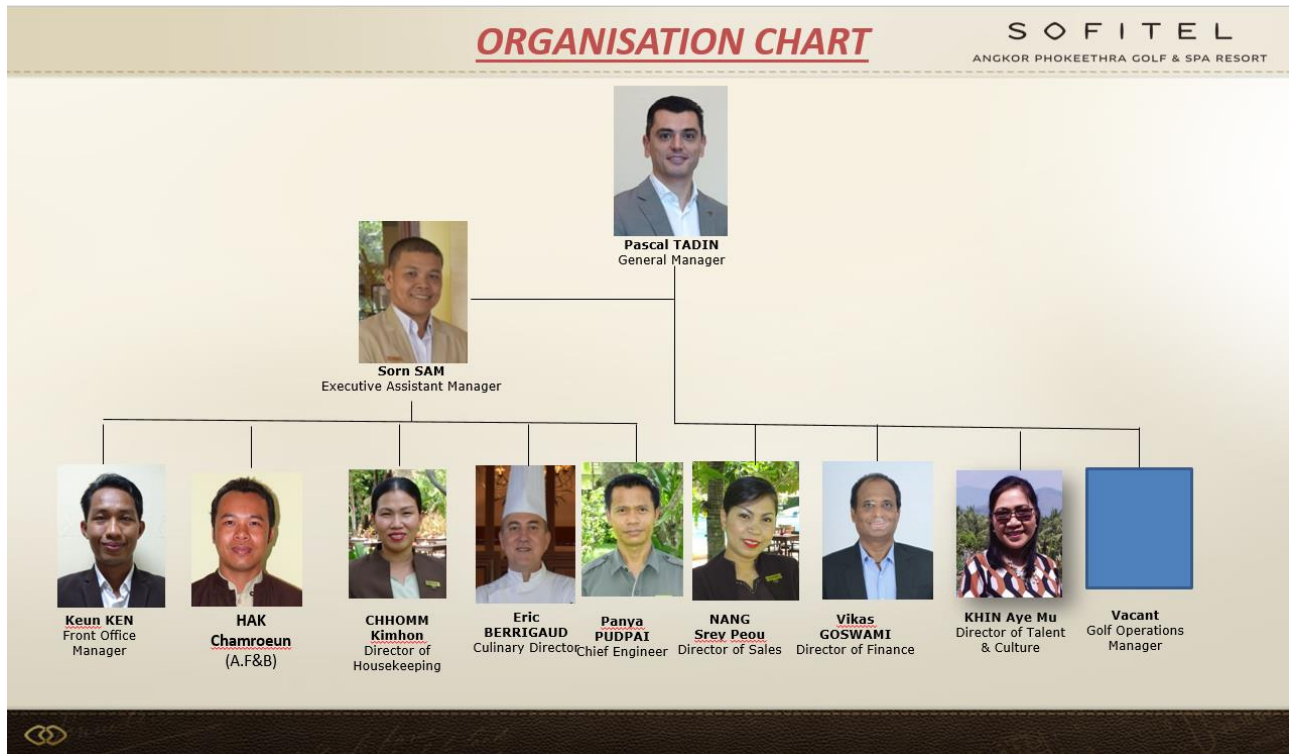 ORGANISATION CHART
SOFITEL
ANGKOR PHOKEETHRA GOLF & SPA RESORT
Pascal TADIN
General Manager
Sorn SAM
Executive Assistant Manager
Keun KEN
Front Office
Manager
HAK
Chamroeun
(A.F&B)
CHHOMM
Kimhon
Director of
Housekeeping
Eric
BERRIGAUD
Culinary Director
Panya
PUDPAI
Chief Engineer
NANG
Srey Peou
Director of Sales
Vikas
GOSWAMI
Director of Finance
KHIN Aye Mu
Director of Talent
& Culture
Vacant
Golf Operations
Manager